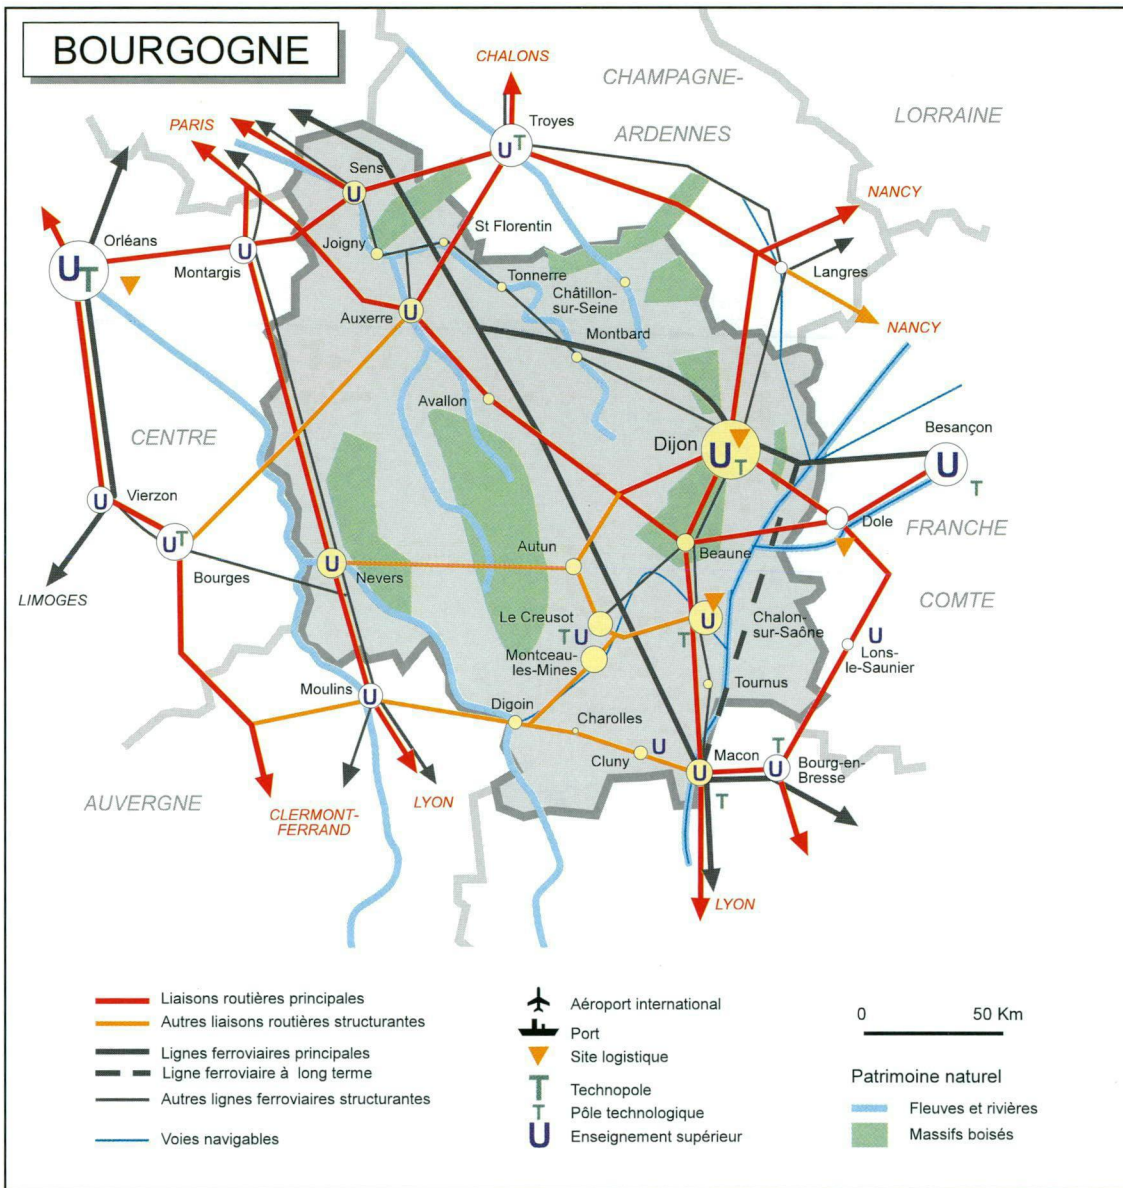 BOURGOGNE
CHALONS
CHAMPAGNE-
ARDENNES
LORRAINE
PARIS
Troyes
U T
Sens
U
NANCY
Orléans
U T
Montargis
U
Joigny
St Florentin
Langres
Tonnerre
Châtillon-
sur-Seine
NANCY
Auxerre
U
Montbard
Avallon
CENTRE
Dijon
U T
Besançon
U
T
Vierzon
U
Bourges
U T
Dole
FRANCHE
COMTE
Autun
Beaune
Nevers
U
LIMOGES
Le Creusot
T U
Chalon-
sur-Saône
U
T
Montceau-
les-Mines
U
Lons-
le-Saunier
Moulins
U
Tournus
Digoin
Charolles
Cluny
U
Macon
U
T
T
U
Bourg-en-
Bresse
AUVERGNE
CLERMONT-
FERRAND
LYON
LYON
Liaisons routières principales
Autres liaisons routières structurantes
Lignes ferroviaires principales
Ligne ferroviaire à long terme
Autres lignes ferroviaires structurantes
Voies navigables
Aéroport international
Port
Site logistique
T Technopole
T Pôle technologique
U Enseignement supérieur
0 50 Km
Patrimoine naturel
Fleuves et rivières
Massifs boisés